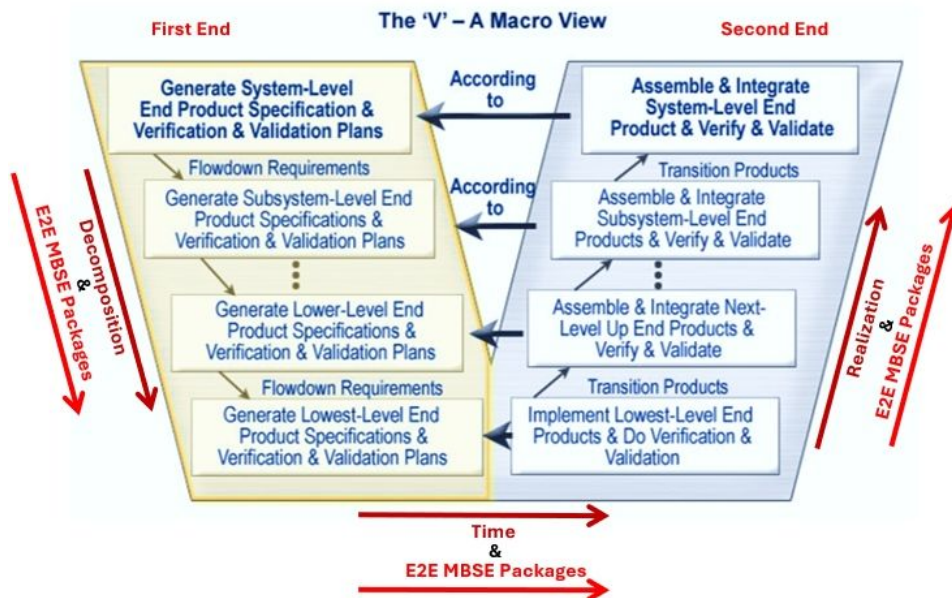 The 'V' – A Macro View
First End
Second End
Generate System-Level
End Product Specification &
Verification & Validation Plans
According
to
Assemble & Integrate
System-Level End
Product & Verify & Validate
Flowdown Requirements
Transition Products
Generate Subsystem-Level End
Product Specifications &
Verification & Validation Plans
According
to
Assemble & Integrate
Subsystem-Level End
Products & Verify & Validate
Generate Lower-Level End
Product Specifications &
Verification & Validation Plans
Assemble & Integrate Next-
Level Up End Products &
Verify & Validate
Flowdown Requirements
Transition Products
Generate Lowest-Level End
Product Specifications &
Verification & Validation Plans
Implement Lowest-Level End
Products & Do Verification &
Validation
Decomposition
&
E2E MBSE Packages
Realization
&
E2E MBSE Packages
Time
&
E2E MBSE Packages